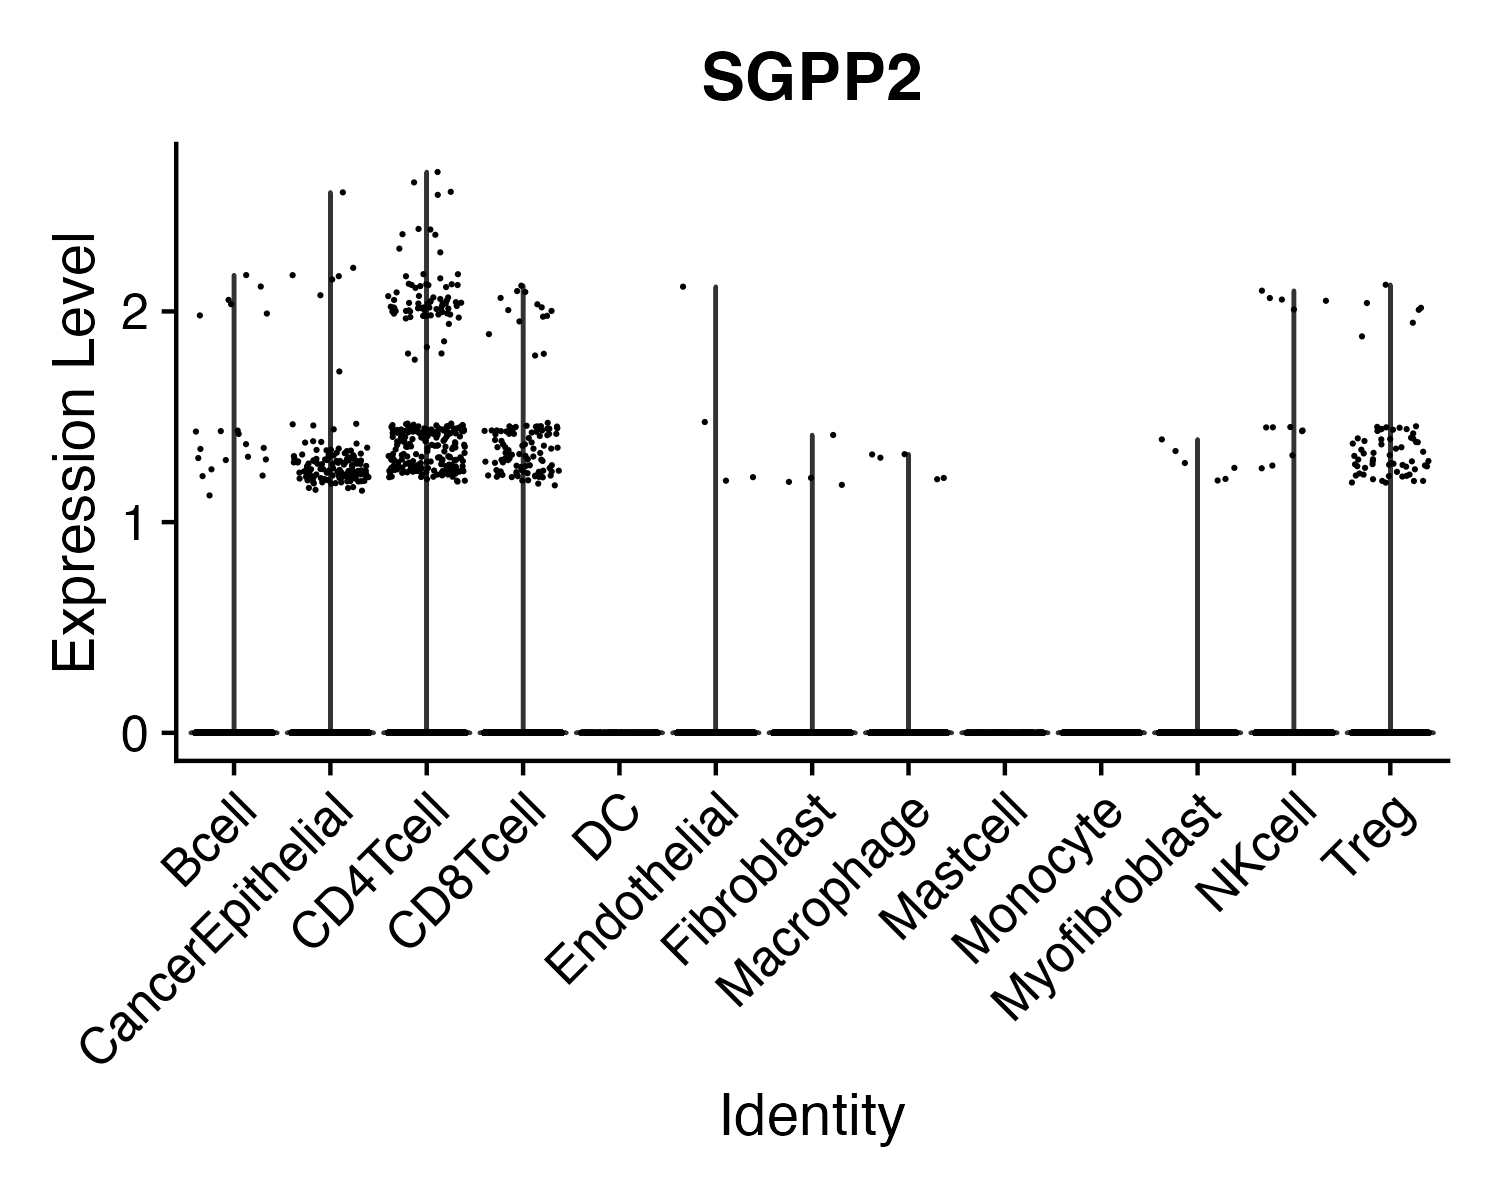 SGPP2
Expression Level
2
1
0
Bcell
CancerEpithelial
CD4Tcell
CD8Tcell
DC
Endothelial
Fibroblast
Macrophage
Mastcell
Monocyte
Myofibroblast
NKcell
Treg
Identity